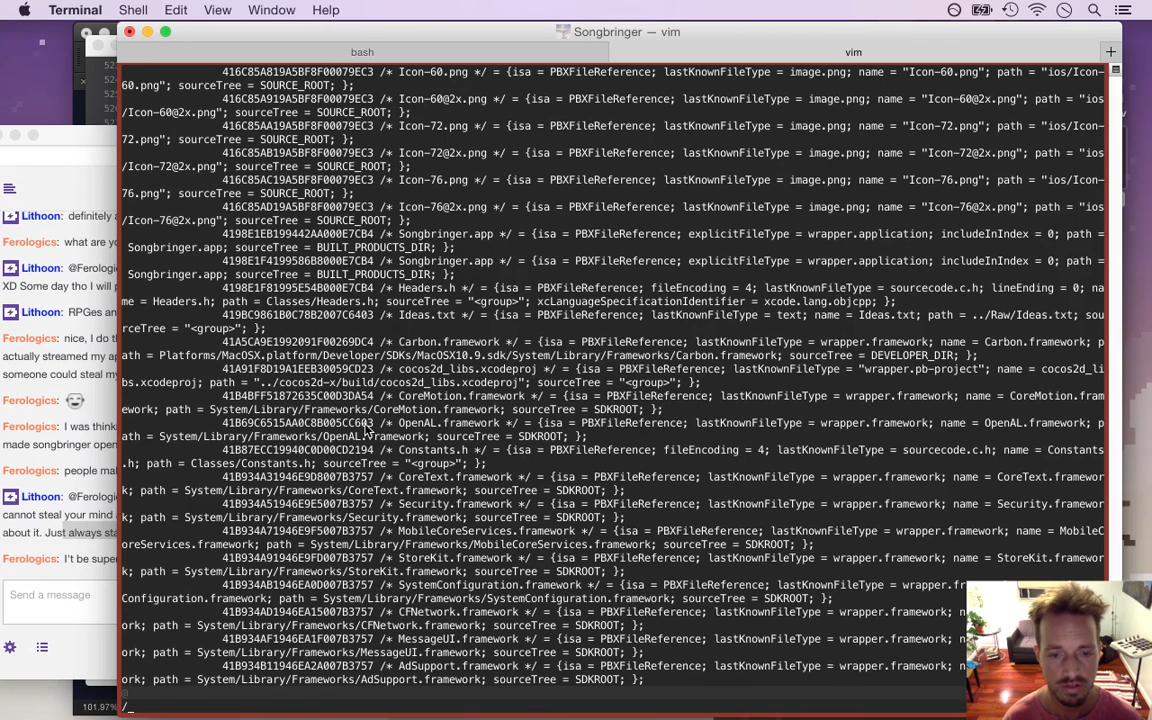 Terminal Shell Edit View Window Help
Songbringer — vim
bash vim
416C85A819A5BF8F00079EC3 /* Icon-60.png */ = {isa = PBXFileReference; lastKnownFileType = image.png; name = "Icon-60.png"; path = "ios/Icon-
60.png"; sourceTree = SOURCE_ROOT; };
416C85A919A5BF8F00079EC3 /* Icon-60@2x.png */ = {isa = PBXFileReference; lastKnownFileType = image.png; name = "Icon-60@2x.png"; path = "ios
/Icon-60@2x.png"; sourceTree = SOURCE_ROOT; };
416C85AA19A5BF8F00079EC3 /* Icon-72.png */ = {isa = PBXFileReference; lastKnownFileType = image.png; name = "Icon-72.png"; path = "ios/Icon-
72.png"; sourceTree = SOURCE_ROOT; };
416C85AB19A5BF8F00079EC3 /* Icon-72@2x.png */ = {isa = PBXFileReference; lastKnownFileType = image.png; name = "Icon-72@2x.png"; path = "ios
/Icon-72@2x.png"; sourceTree = SOURCE_ROOT; };
416C85AC19A5BF8F00079EC3 /* Icon-76.png */ = {isa = PBXFileReference; lastKnownFileType = image.png; name = "Icon-76.png"; path = "ios/Icon-
76.png"; sourceTree = SOURCE_ROOT; };
416C85AD19A5BF8F00079EC3 /* Icon-76@2x.png */ = {isa = PBXFileReference; lastKnownFileType = image.png; name = "Icon-76@2x.png"; path = "ios
/Icon-76@2x.png"; sourceTree = SOURCE_ROOT; };
4198E1EB199442AA000E7CB4 /* Songbringer.app */ = {isa = PBXFileReference; explicitFileType = wrapper.application; includeInIndex = 0; path =
Songbringer.app; sourceTree = BUILT_PRODUCTS_DIR; };
4198E1F4199586B8000E7CB4 /* Songbringer.app */ = {isa = PBXFileReference; explicitFileType = wrapper.application; includeInIndex = 0; path =
Songbringer.app; sourceTree = BUILT_PRODUCTS_DIR; };
4198E1F81995E54B000E7CB4 /* Headers.h */ = {isa = PBXFileReference; fileEncoding = 4; lastKnownFileType = sourcecode.c.h; lineEnding = 0; na
me = Headers.h; path = Classes/Headers.h; sourceTree = "<group>"; xcLanguageSpecificationIdentifier = xcode.lang.objcpp; };
419BC9861B0C78B2007C6403 /* Ideas.txt */ = {isa = PBXFileReference; lastKnownFileType = text; name = Ideas.txt; path = ../Raw/Ideas.txt; sou
rceTree = "<group>"; };
41A5CA9E1992091F00269DC4 /* Carbon.framework */ = {isa = PBXFileReference; lastKnownFileType = wrapper.framework; name = Carbon.framework; p
ath = Platforms/MacOSX.platform/Developer/SDKs/MacOSX10.9.sdk/System/Library/Frameworks/Carbon.framework; sourceTree = DEVELOPER_DIR; };
41A91F8D19A1EEB30059CD23 /* cocos2d_libs.xcodeproj */ = {isa = PBXFileReference; lastKnownFileType = "wrapper.pb-project"; name = cocos2d_li
bs.xcodeproj; path = "../cocos2d-x/build/cocos2d_libs.xcodeproj"; sourceTree = "<group>"; };
41B4BFF51872635C00D3DA54 /* CoreMotion.framework */ = {isa = PBXFileReference; lastKnownFileType = wrapper.framework; name = CoreMotion.fram
ework; path = System/Library/Frameworks/CoreMotion.framework; sourceTree = SDKROOT; };
41B69C6515AA0C8B005CC603 /* OpenAL.framework */ = {isa = PBXFileReference; lastKnownFileType = wrapper.framework; name = OpenAL.framework; p
ath = System/Library/Frameworks/OpenAL.framework; sourceTree = SDKROOT; };
41B87ECC19940C0D00CD2194 /* Constants.h */ = {isa = PBXFileReference; fileEncoding = 4; lastKnownFileType = sourcecode.c.h; name = Constants
.h; path = Classes/Constants.h; sourceTree = "<group>"; };
41B934A31946E9D8007B3757 /* CoreText.framework */ = {isa = PBXFileReference; lastKnownFileType = wrapper.framework; name = CoreText.framewor
k; path = System/Library/Frameworks/CoreText.framework; sourceTree = SDKROOT; };
41B934A51946E9E5007B3757 /* Security.framework */ = {isa = PBXFileReference; lastKnownFileType = wrapper.framework; name = Security.framewor
k; path = System/Library/Frameworks/Security.framework; sourceTree = SDKROOT; };
41B934A71946E9EF007B3757 /* MobileCoreServices.framework */ = {isa = PBXFileReference; lastKnownFileType = wrapper.framework; name = MobileC
oreServices.framework; path = System/Library/Frameworks/MobileCoreServices.framework; sourceTree = SDKROOT; };
41B934A91946E9F5007B3757 /* StoreKit.framework */ = {isa = PBXFileReference; lastKnownFileType = wrapper.framework; name = StoreKit.framewor
k; path = System/Library/Frameworks/StoreKit.framework; sourceTree = SDKROOT; };
41B934AB1946EA0D007B3757 /* SystemConfiguration.framework */ = {isa = PBXFileReference; lastKnownFileType = wrapper.fr
Configuration.framework; path = System/Library/Frameworks/SystemConfiguration.framework; sourceTree = SDKROOT; };
41B934AD1946EA15007B3757 /* CFNetwork.framework */ = {isa = PBXFileReference; lastKnownFileType = wrapper.framework; n
ork; path = System/Library/Frameworks/CFNetwork.framework; sourceTree = SDKROOT; };
41B934AF1946EA1F007B3757 /* MessageUI.framework */ = {isa = PBXFileReference; lastKnownFileType = wrapper.framework; n
ork; path = System/Library/Frameworks/MessageUI.framework; sourceTree = SDKROOT; };
41B934B11946EA2A007B3757 /* AdSupport.framework */ = {isa = PBXFileReference; lastKnownFileType = wrapper.framework; n
ork; path = System/Library/Frameworks/AdSupport.framework; sourceTree = SDKROOT; };
@
/_
Lithoon: definitely a
Ferologics: what are yo
Lithoon: @Ferologi
XD Some day tho I will p
Lithoon: RPGes an
Ferologics: nice, I do th
actually streamed my ap
someone could steal my
Ferologics:
Ferologics: I was thinki
made songbringer open
Ferologics: people mak
Lithoon: @Ferologi
cannot steal your mind
about it. Just always sta
Ferologics: I't be super
Send a message
101.97%